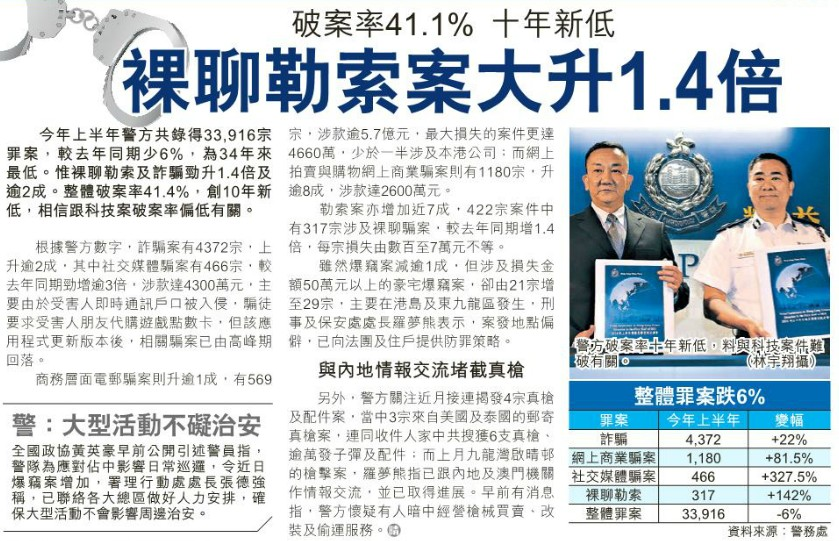 破案率41.1% 十年新低
裸聊勒索案大升1.4倍
今年上半年警方共錄得33,916宗
罪案，較去年同期少6%，為34年來
最低。惟裸聊勒索及詐騙勁升1.4倍及
逾2成。整體破案率41.4%，創10年新
低，相信跟科技案破案率偏低有關。
根據警方數字，詐騙案有4372宗，上
升逾2成，其中社交媒體騙案有466宗，較
去年同期勁增逾3倍，涉款達4300萬元，主
要由於受害人即時通訊戶口被入侵，騙徒
要求受害人朋友代購遊戲點數卡，但該應
用程式更新版本後，相關騙案已由高峰期
回落。
商務層面電郵騙案則升逾1成，有569
宗，涉款逾5.7億元，最大損失的案件更達
4660萬，少於一半涉及本港公司；而網上
拍賣與購物網上商業騙案則有1180宗，升
逾8成，涉款達2600萬元。
勒索案亦增加近7成，422宗案件中
有317宗涉及裸聊騙案，較去年同期增1.4
倍，每宗損失由數百至7萬元不等。
雖然爆竊案減逾1成，但涉及損失金
額50萬元以上的豪宅爆竊案，卻由21宗增
至29宗，主要在港島及東九龍區發生，刑
事及保安處處長羅夢熊表示，案發地點偏
僻，已向法團及住戶提供防罪策略。
與內地情報交流堵截真槍
另外，警方關注近月接連揭發4宗真槍
及配件案，當中3宗來自美國及泰國的郵寄
真槍案，連同收件人家中共搜獲6支真槍、
逾萬發子彈及配件；而上月九龍灣啟晴邨
的槍擊案，羅夢熊指已跟內地及澳門機關
作情報交流，並已取得進展。早前有消息
指，警方懷疑有人暗中經營槍械買賣、改
裝及偷運服務。
警：大型活動不礙治安
全國政協黃英豪早前公開引述警員指，
警隊為應對佔中影響日常巡邏，令近日
爆竊案增加，署理行動處處長張德強
稱，已聯絡各大總區做好人力安排，確
保大型活動不會影響周邊治安。
警方破案率十年新低，料與科技案件難
破有關。 （林宇翔攝）
整體罪案跌6%
罪案 今年上半年 變幅
詐騙 4,372 +22%
網上商業騙案 1,180 +81.5%
社交媒體騙案 466 +327.5%
裸聊勒索 317 +142%
整體罪案 33,916 -6%
資料來源：警務處